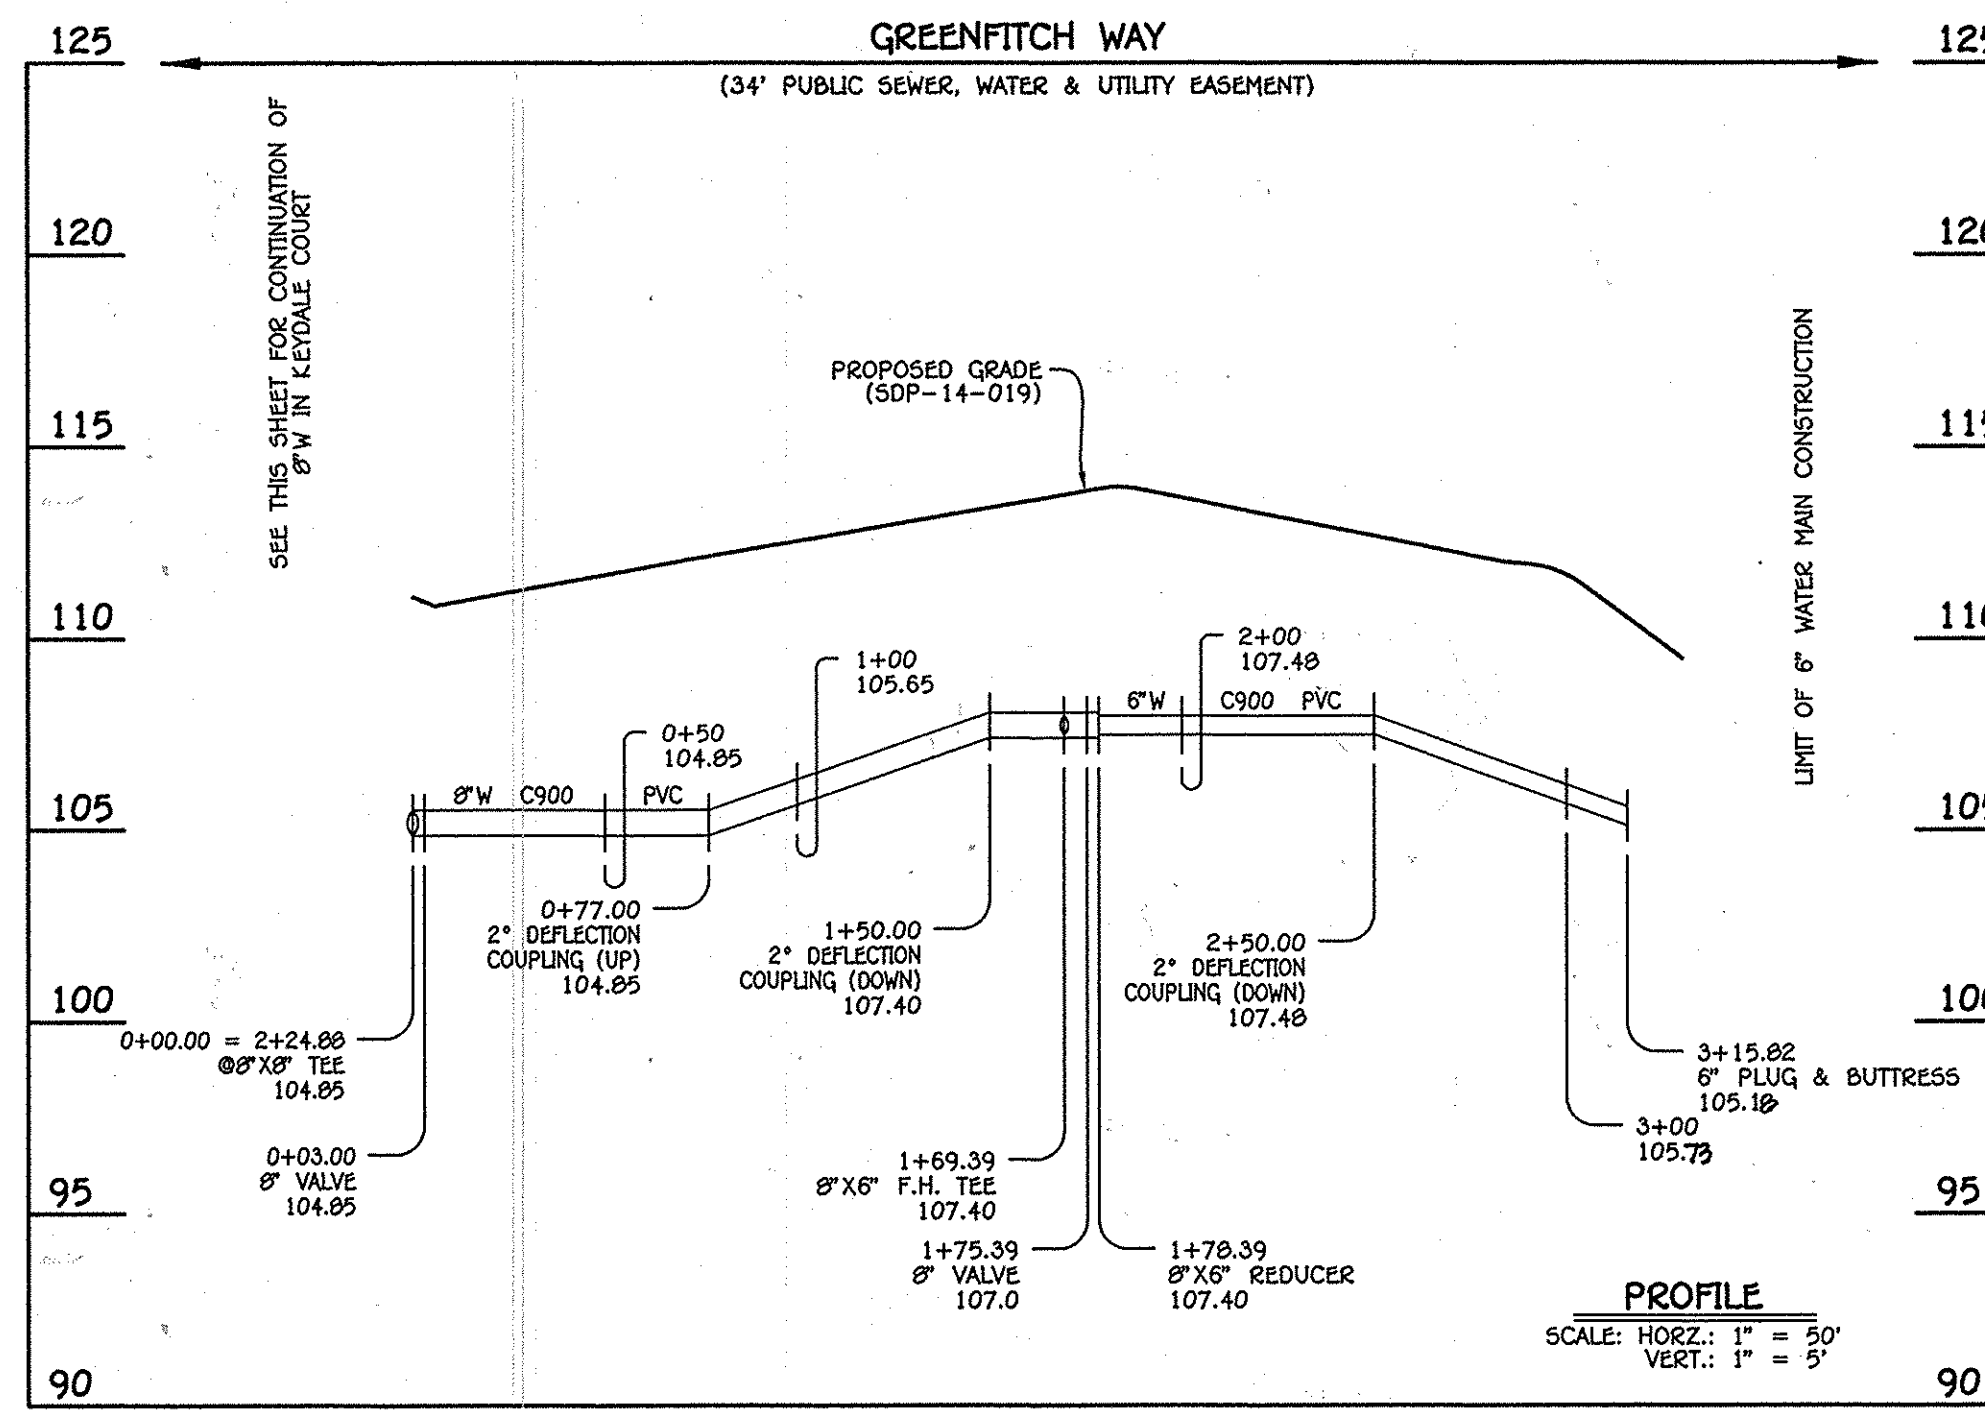 GREENFITCH WAY
(34' PUBLIC SEWER, WATER & UTILITY EASEMENT)
125
120
115
110
105
100
95
90
SEE THIS SHEET FOR CONTINUATION OF
8"W IN KEYDALE COURT
PROPOSED GRADE
(SDP-14-019)
LIMIT OF 6" WATER MAIN CONSTRUCTION
8"W C900 PVC
6"W C900 PVC
0+50
104.85
1+00
105.65
2+00
107.48
0+77.00
2° DEFLECTION
COUPLING (UP)
104.85
1+50.00
2° DEFLECTION
COUPLING (DOWN)
107.40
2+50.00
2° DEFLECTION
COUPLING (DOWN)
107.48
0+00.00 = 2+24.88
@8"X8" TEE
104.85
0+03.00
8" VALVE
104.85
1+69.39
8"X6" F.H. TEE
107.40
1+75.39
8" VALVE
107.0
1+78.39
8"X6" REDUCER
107.40
3+15.82
6" PLUG & BUTTRESS
105.18
3+00
105.73
95
90
PROFILE
SCALE: HORZ.: 1" = 50'
VERT.: 1" = 5'